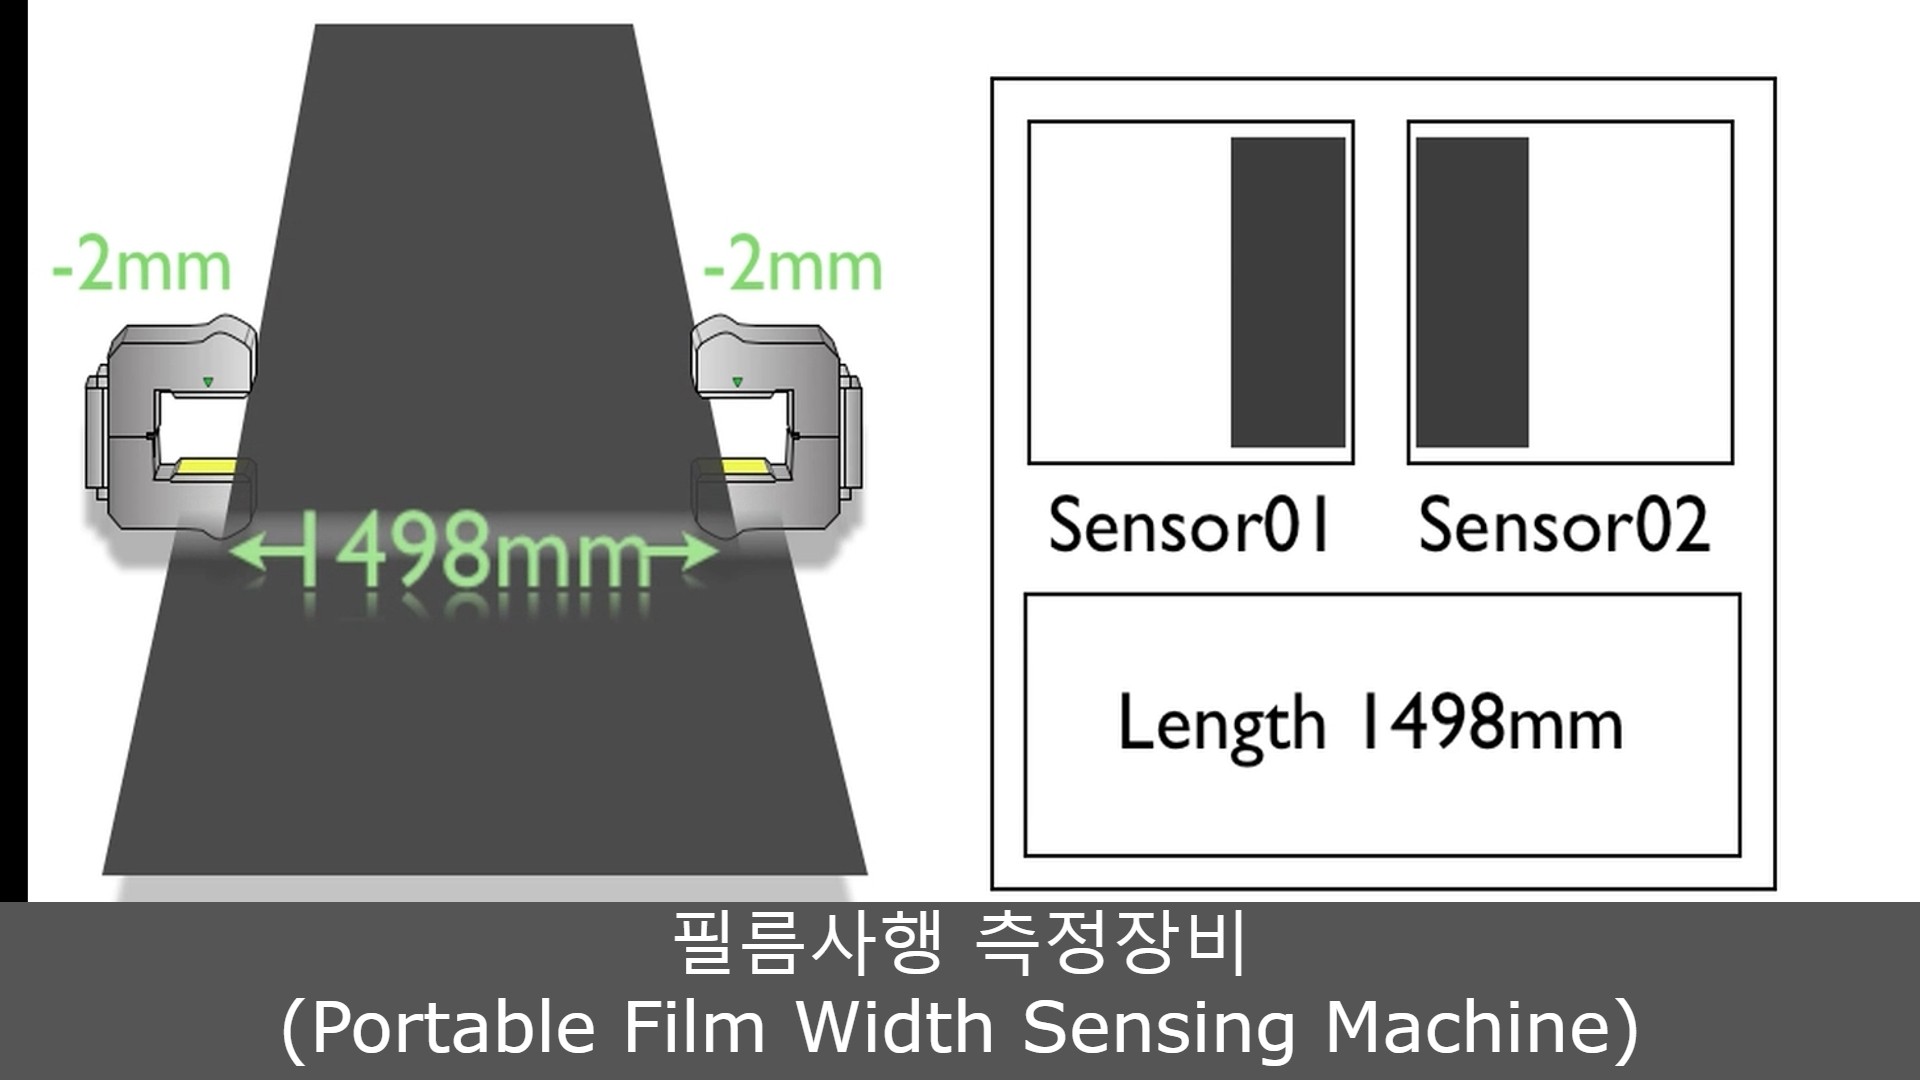 -2mm
-2mm
1498mm
Sensor01
Sensor02
Length 1498mm
필름사행 측정장비
(Portable Film Width Sensing Machine)